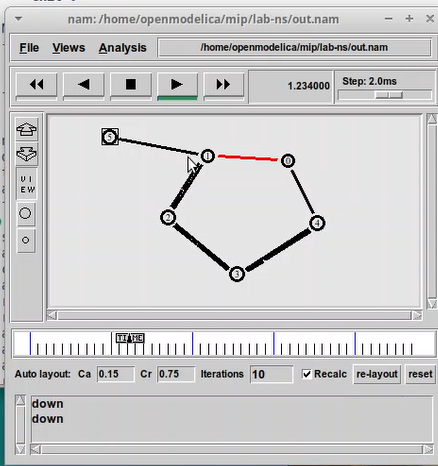 nam: /home/openmodelica/mip/lab-ns/out.nam
File Views Analysis /home/openmodelica/mip/lab-ns/out.nam
1.234000 Step: 2.0ms
5
1
0
VI
EW
2
4
3
TIME
Auto layout: Ca 0.15 Cr 0.75 Iterations 10 Recalc re-layout reset
down
down